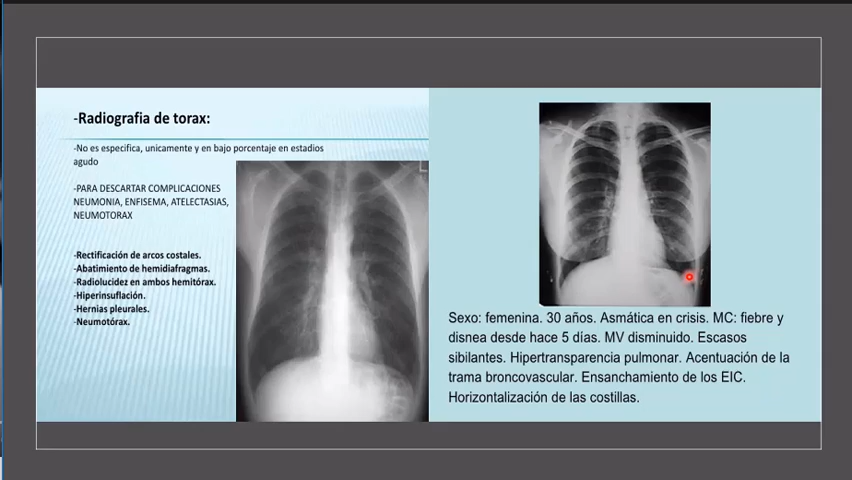 -Radiografia de torax:
-No es especifica, unicamente y en bajo porcentaje en estadios
agudo
-PARA DESCARTAR COMPLICACIONES
NEUMONIA, ENFISEMA, ATELECTASIAS,
NEUMOTORAX
-Rectificación de arcos costales.
-Abatimiento de hemidiafragmas.
-Radiolucidez en ambos hemitórax.
-Hiperinsuflación.
-Hernias pleurales.
-Neumotórax.
L
Sexo: femenina. 30 años. Asmática en crisis. MC: fiebre y
disnea desde hace 5 días. MV disminuido. Escasos
sibilantes. Hipertransparencia pulmonar. Acentuación de la
trama broncovascular. Ensanchamiento de los EIC.
Horizontalización de las costillas.